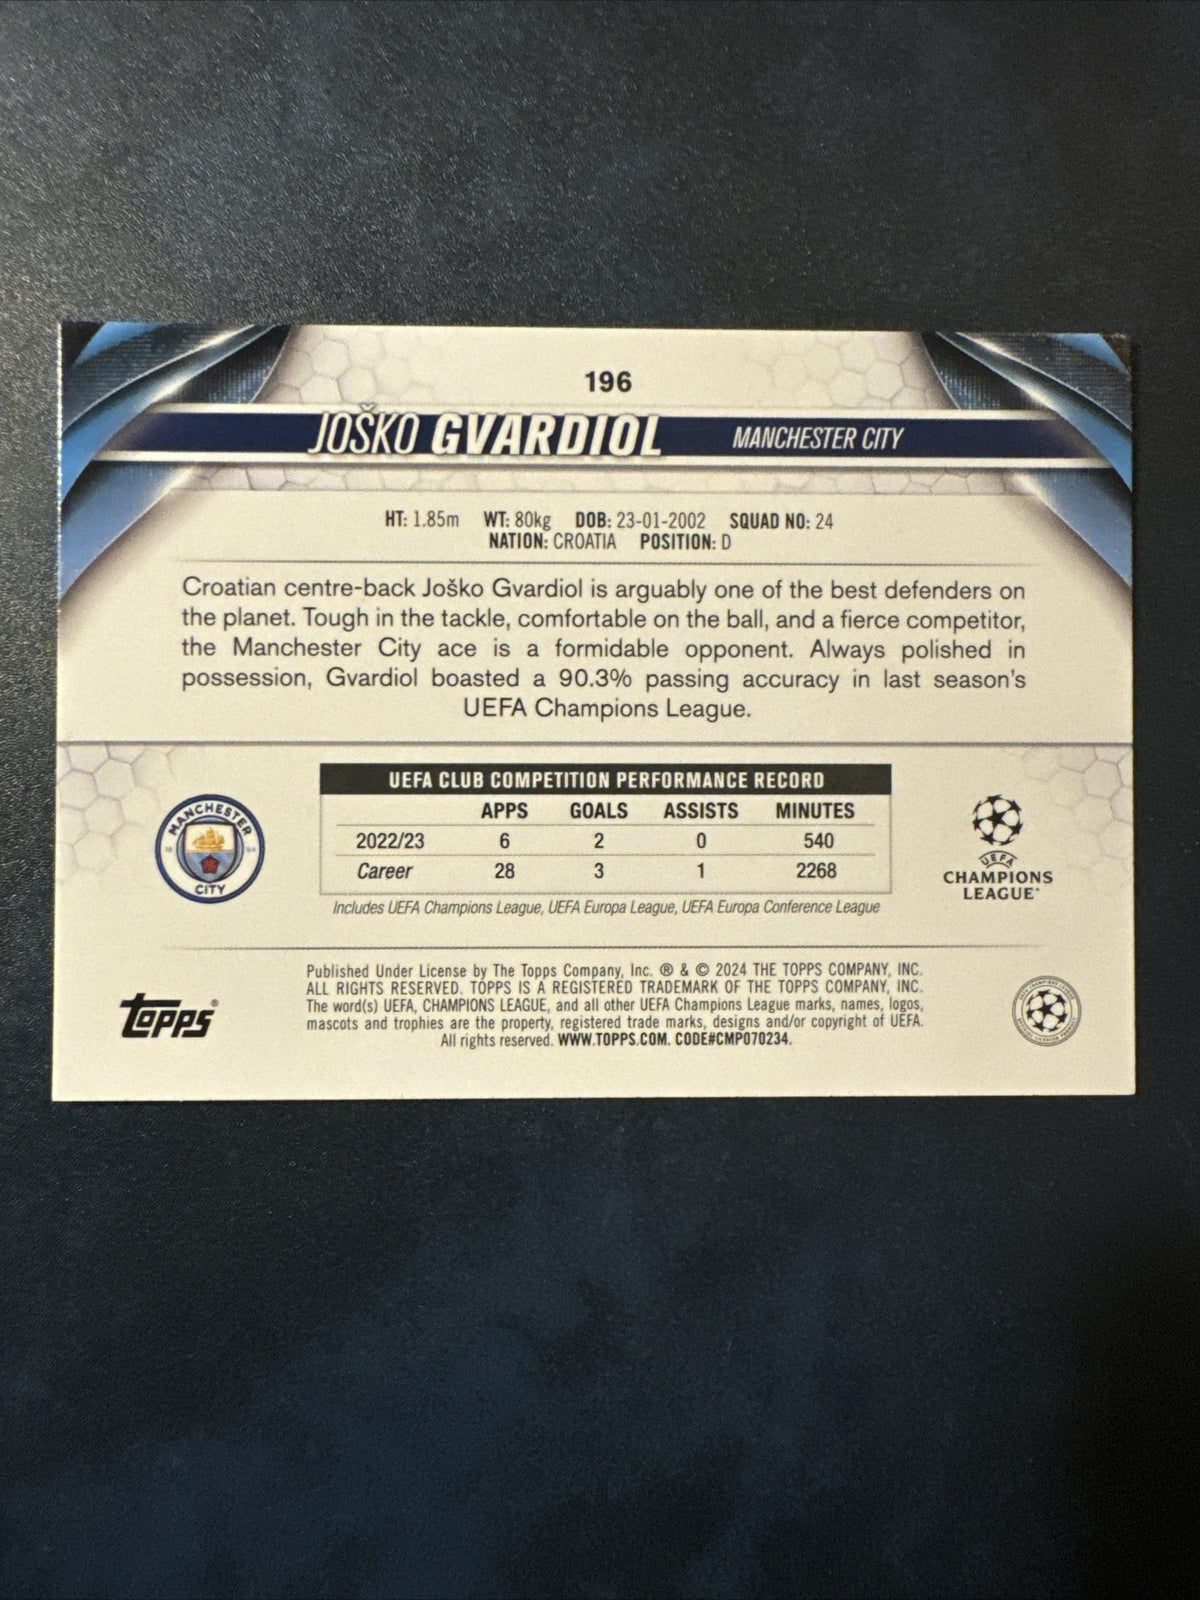 196
JOŠKO GVARDIOL MANCHESTER CITY
HT: 1.85m WT: 80kg DOB: 23-01-2002 SQUAD NO: 24
NATION: CROATIA POSITION: D
Croatian centre-back Joško Gvardiol is arguably one of the best defenders on
the planet. Tough in the tackle, comfortable on the ball, and a fierce competitor,
the Manchester City ace is a formidable opponent. Always polished in
possession, Gvardiol boasted a 90.3% passing accuracy in last season's
UEFA Champions League.
UEFA CLUB COMPETITION PERFORMANCE RECORD
APPS GOALS ASSISTS MINUTES
2022/23 6 2 0 540
Career 28 3 1 2268
Includes UEFA Champions League, UEFA Europa League, UEFA Europa Conference League
MANCHESTER
18 94
CITY
UEFA
CHAMPIONS
LEAGUE®
TOPPS®
Published Under License by The Topps Company, Inc. ® & © 2024 THE TOPPS COMPANY, INC.
ALL RIGHTS RESERVED. TOPPS IS A REGISTERED TRADEMARK OF THE TOPPS COMPANY, INC.
The word(s) UEFA, CHAMPIONS LEAGUE, and all other UEFA Champions League marks, names, logos,
mascots and trophies are the property, registered trade marks, designs and/or copyright of UEFA.
All rights reserved. WWW.TOPPS.COM. CODE#CMP070234.